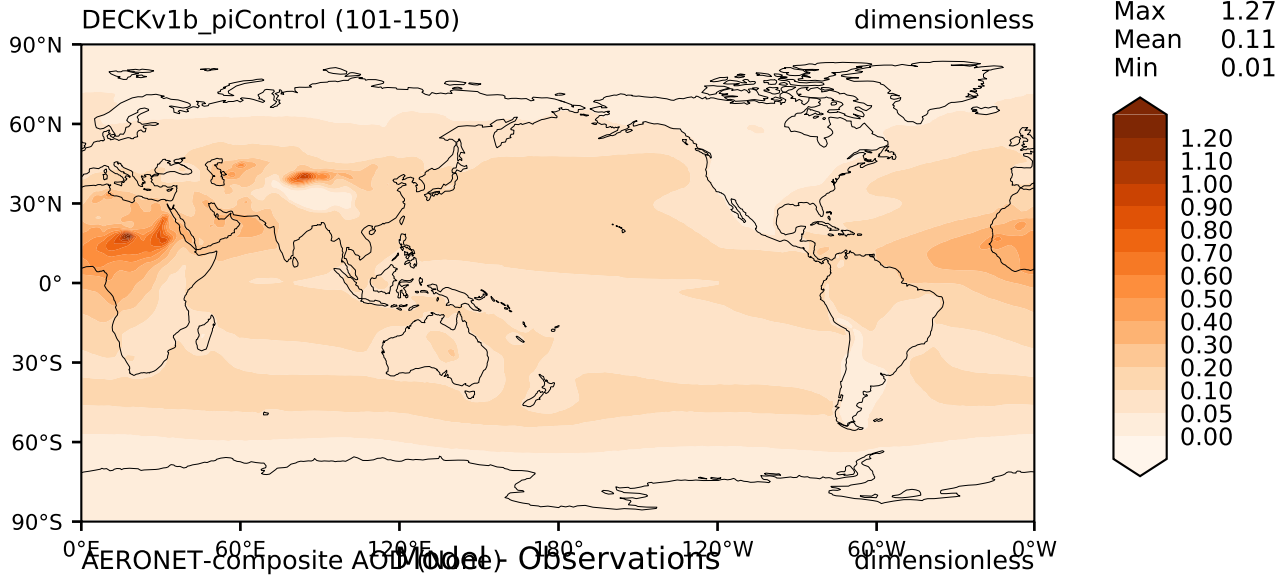 DECKv1b_piControl (101-150) dimensionless
Max 1.27
Mean 0.11
Min 0.01
90°N
60°N
30°N
0°
30°S
60°S
90°S
0°E 60°E 120°E 180° 120°W 60°W 0°W
1.20
1.10
1.00
0.90
0.80
0.70
0.60
0.50
0.40
0.30
0.20
0.10
0.05
0.00
AERONET-composite AOD (None) dimensionless
Model - Observations